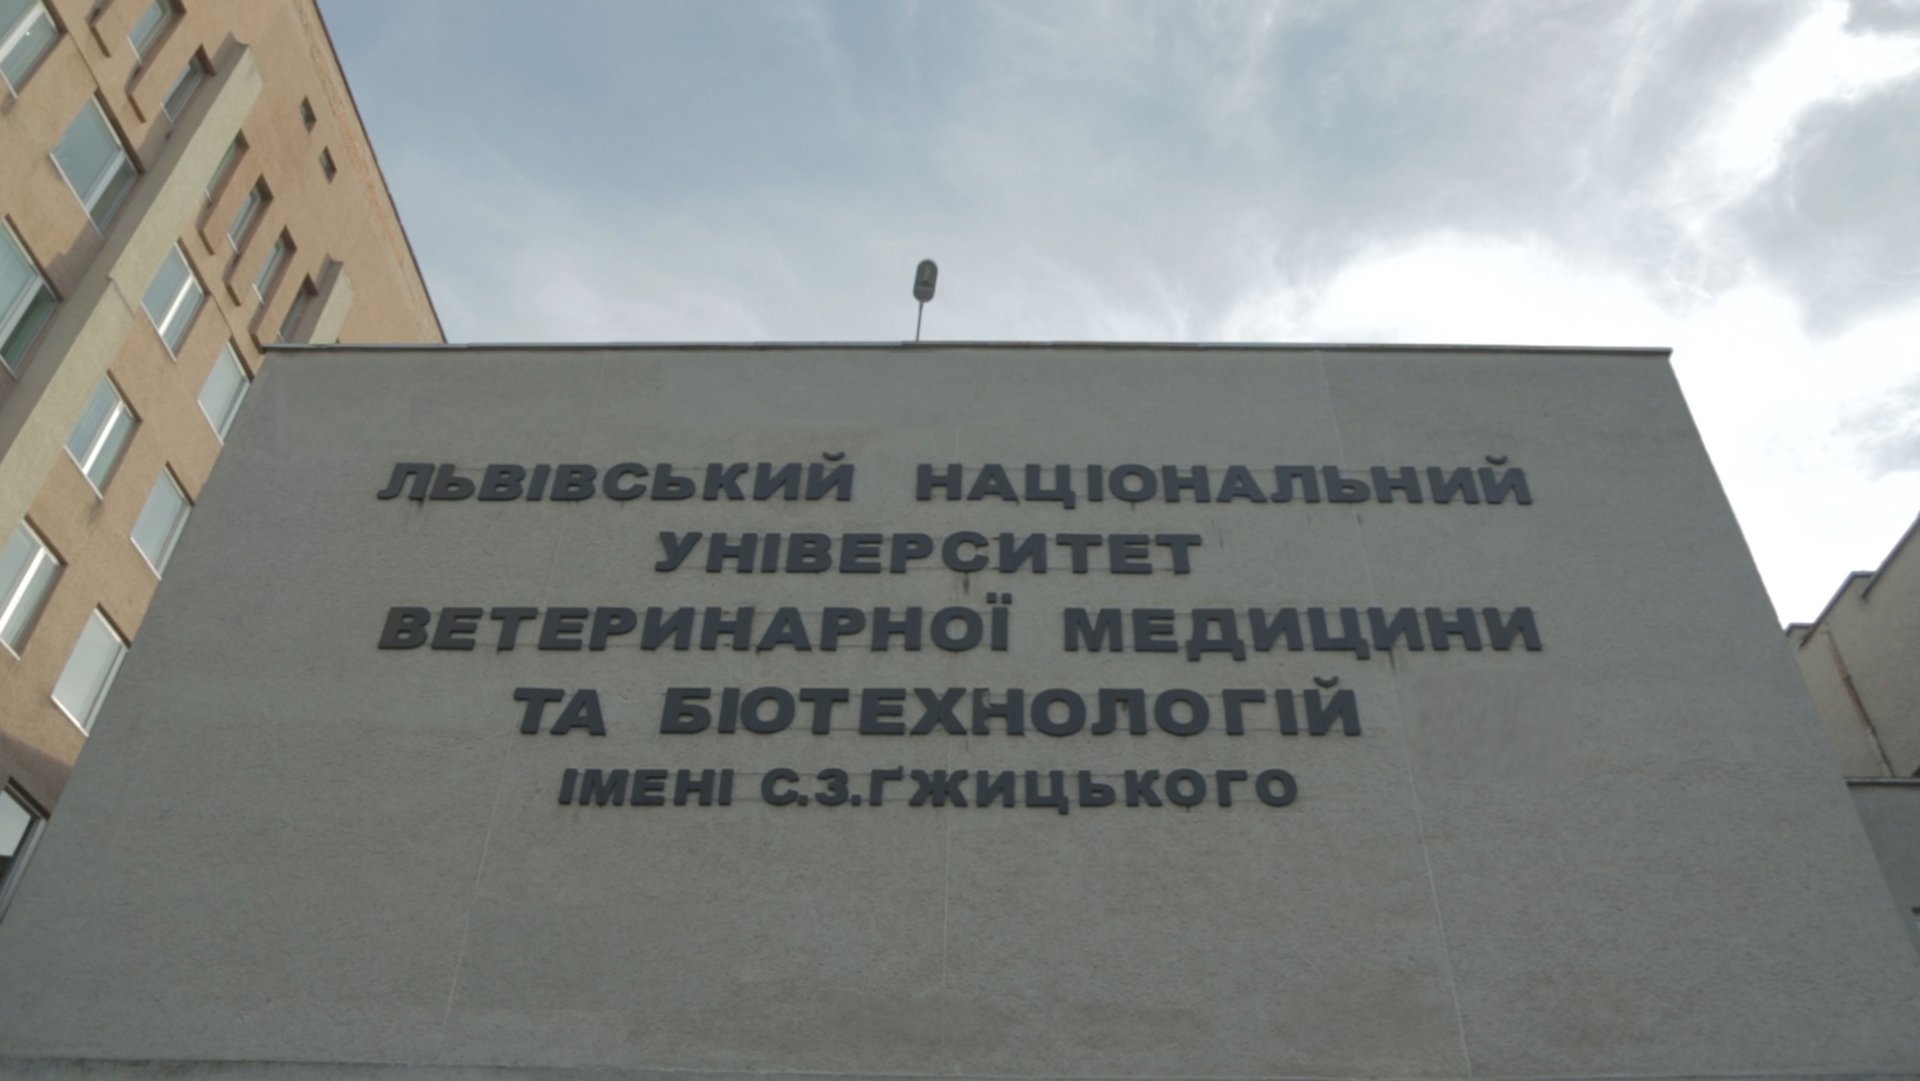 ЛЬВІВСЬКИЙ НАЦІОНАЛЬНИЙ
УНІВЕРСИТЕТ
ВЕТЕРИНАРНОЇ МЕДИЦИНИ
ТА БІОТЕХНОЛОГІЙ
ІМЕНІ С.З.ҐЖИЦЬКОГО